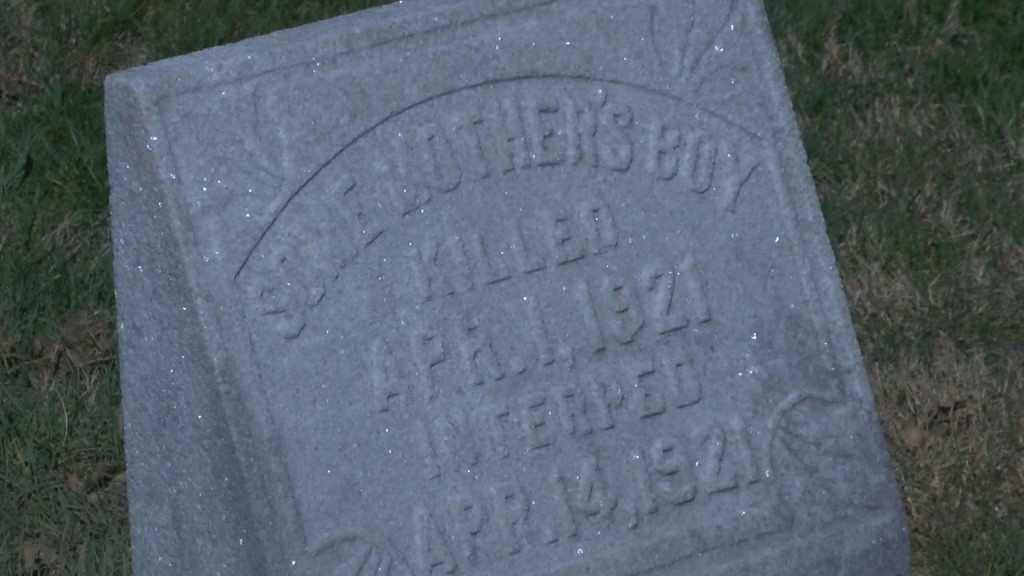 SOME MOTHER'S BOY
KILLED
APR. 1, 1921
INTERRED
APR. 14, 1921